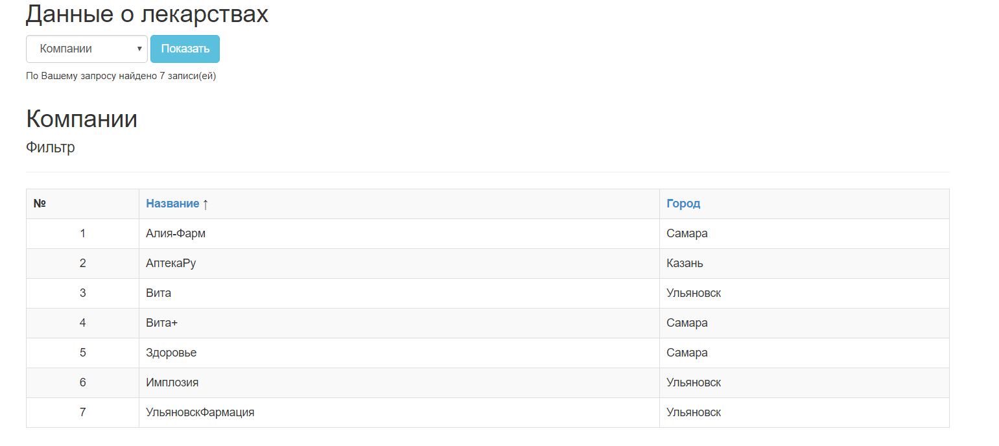 Данные о лекарствах
Компании ▾ Показать
По Вашему запросу найдено 7 записи(ей)
Компании
Фильтр
№ Название ↑ Город
1 Алия-Фарм Самара
2 АптекаРу Казань
3 Вита Ульяновск
4 Вита+ Самара
5 Здоровье Самара
6 Имплозия Ульяновск
7 УльяновскФармация Ульяновск